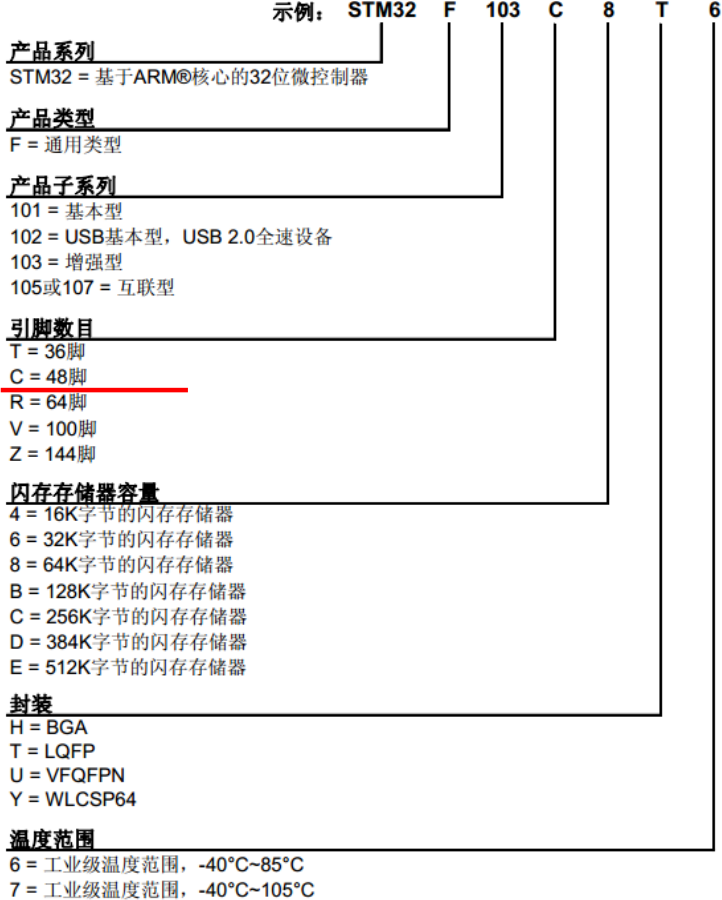 示例： STM32 F 103 C 8 T 6
产品系列
STM32 = 基于ARM®核心的32位微控制器
产品类型
F = 通用类型
产品子系列
101 = 基本型
102 = USB基本型，USB 2.0全速设备
103 = 增强型
105或107 = 互联型
引脚数目
T = 36脚
C = 48脚
R = 64脚
V = 100脚
Z = 144脚
闪存存储器容量
4 = 16K字节的闪存存储器
6 = 32K字节的闪存存储器
8 = 64K字节的闪存存储器
B = 128K字节的闪存存储器
C = 256K字节的闪存存储器
D = 384K字节的闪存存储器
E = 512K字节的闪存存储器
封装
H = BGA
T = LQFP
U = VFQFPN
Y = WLCSP64
温度范围
6 = 工业级温度范围，-40°C~85°C
7 = 工业级温度范围，-40°C~105°C